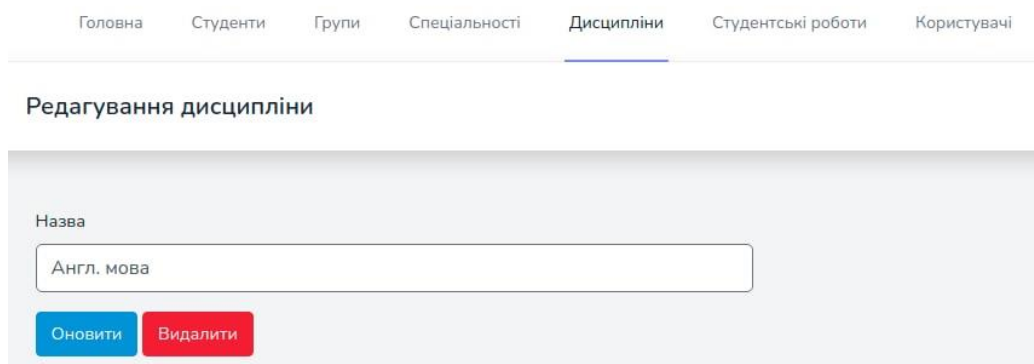 Головна Студенти Групи Спеціальності Дисципліни Студентські роботи Користувачі
Редагування дисципліни
Назва
Англ. мова
Оновити Видалити